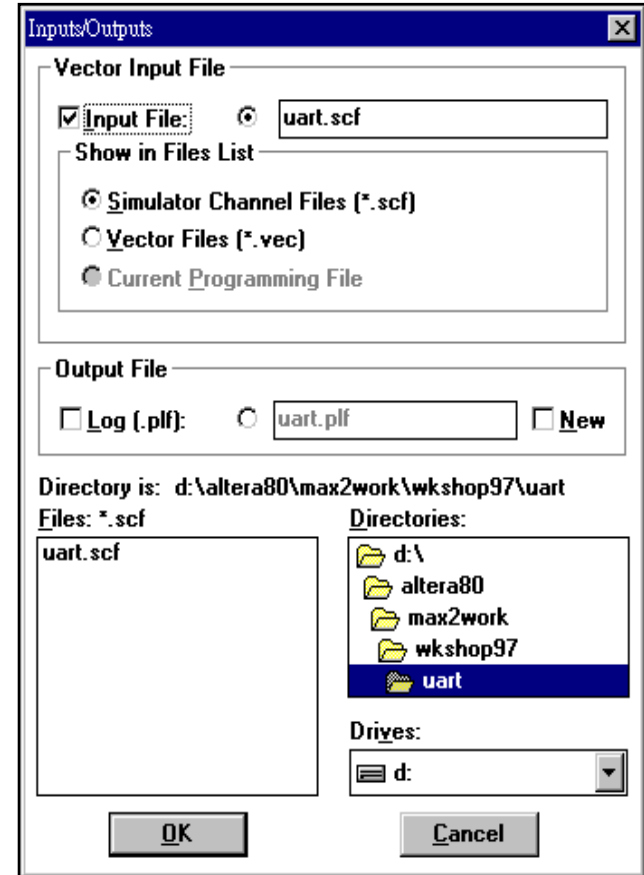 Inputs/Outputs
Vector Input File
Input File: uart.scf
Show in Files List
Simulator Channel Files (*.scf)
Vector Files (*.vec)
Current Programming File
Output File
Log (.plf): uart.plf New
Directory is: d:\altera80\max2work\wkshop97\uart
Files: *.scf
uart.scf
Directories:
d:\
altera80
max2work
wkshop97
uart
Drives:
d:
OK Cancel